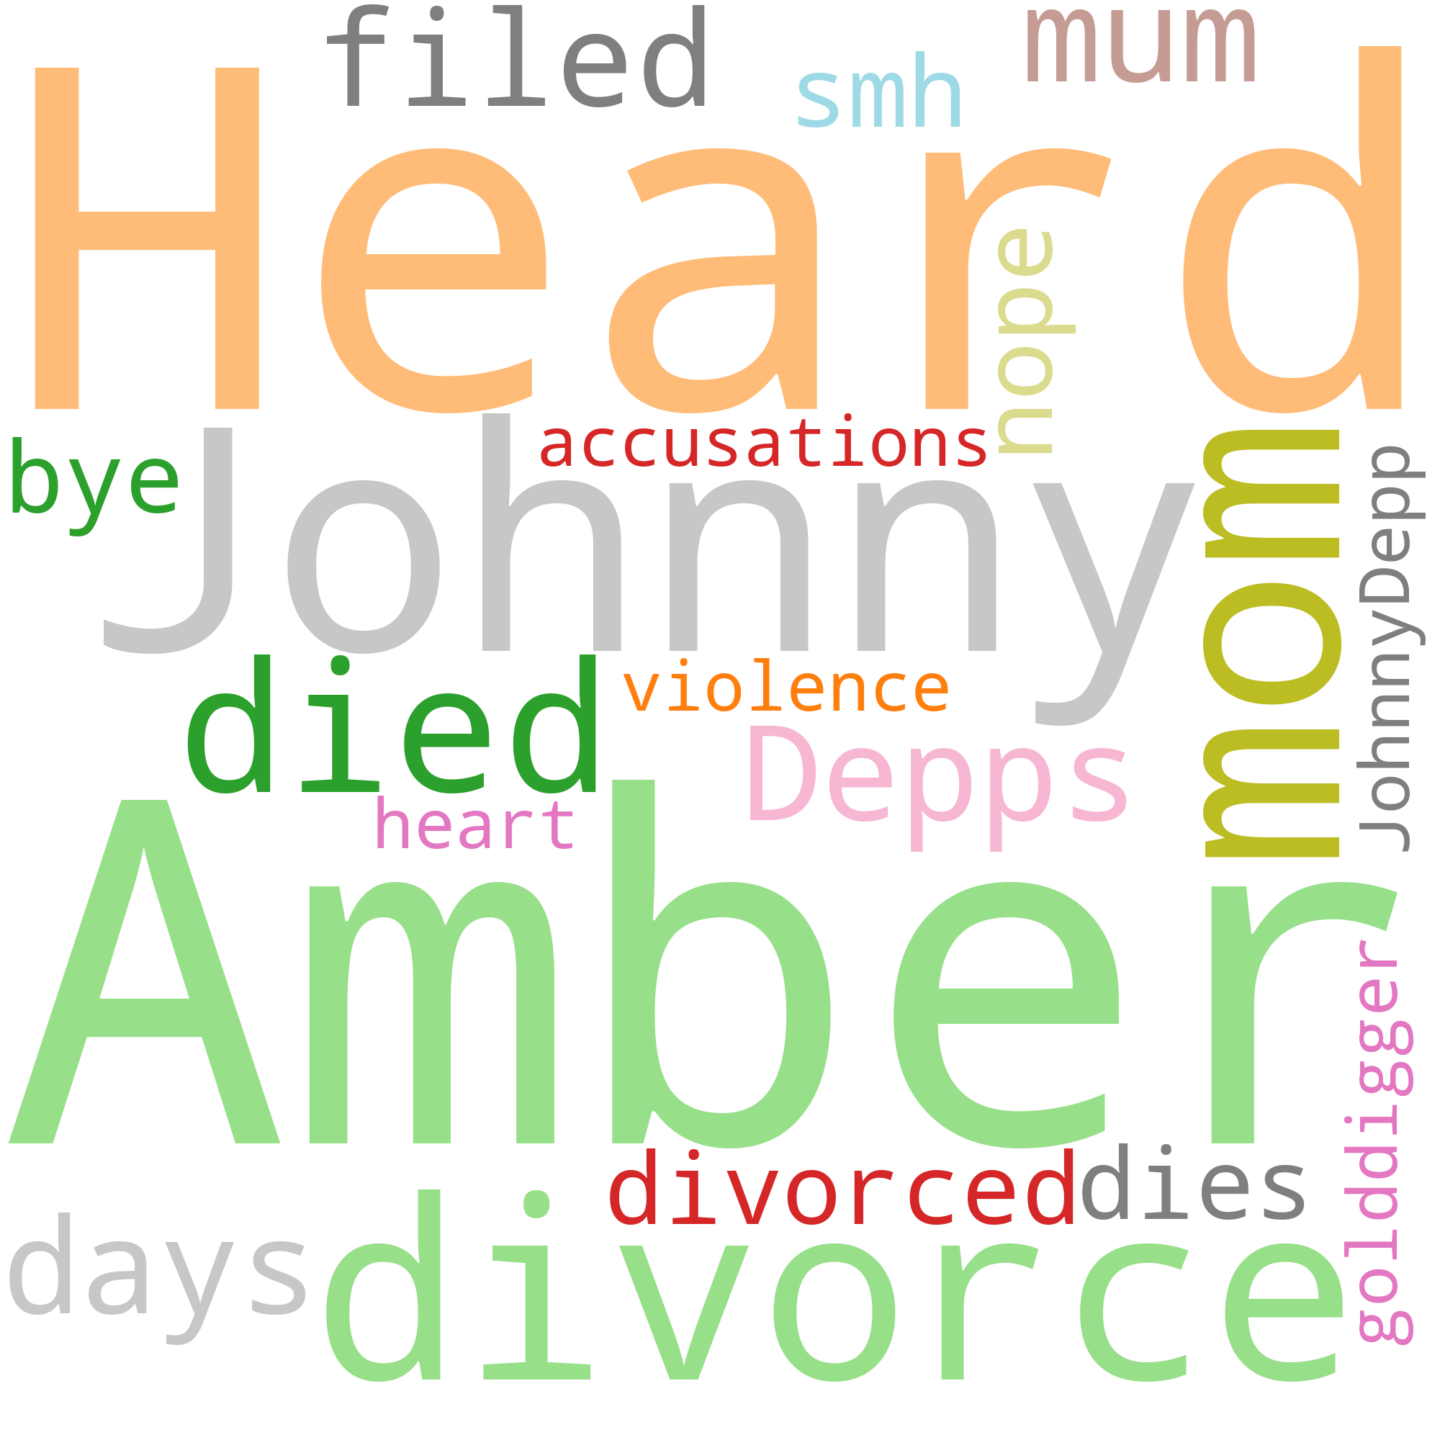 filed
mum
smh
Heard
nope
accusations
bye
Johnny
mom
JohnnyDepp
died
violence
Depps
heart
Amber
golddigger
divorced
dies
days
divorce